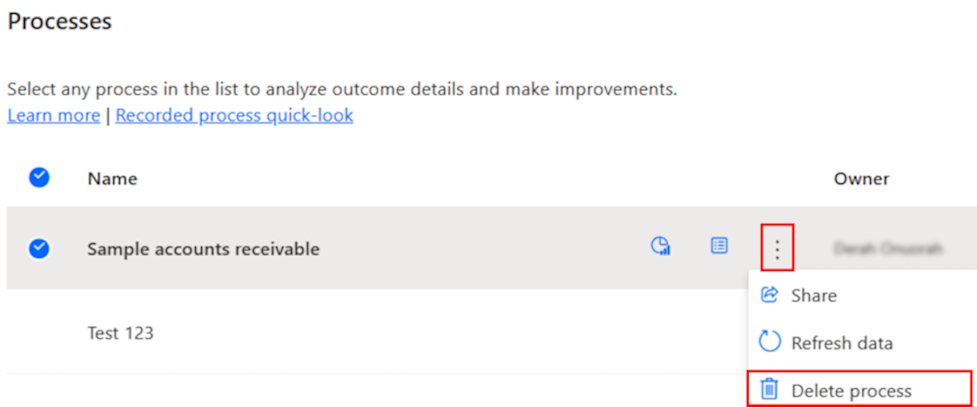 Processes
Select any process in the list to analyze outcome details and make improvements.
Learn more | Recorded process quick-look
Name Owner
Sample accounts receivable
Share
Test 123
Refresh data
Delete process